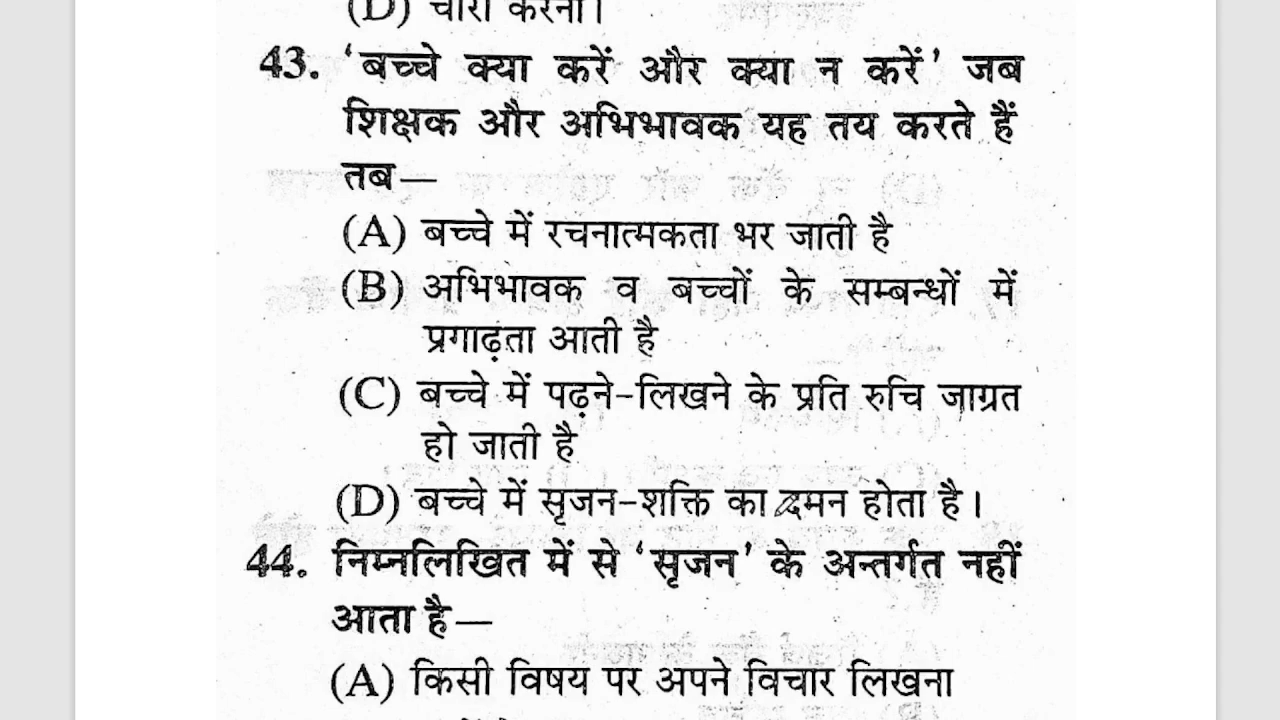 (D) चोरी करना।
43. ‘बच्चे क्या करें और क्या न करें’ जब
शिक्षक और अभिभावक यह तय करते हैं
तब—
(A) बच्चे में रचनात्मकता भर जाती है
(B) अभिभावक व बच्चों के सम्बन्धों में
प्रगाढ़ता आती है
(C) बच्चे में पढ़ने-लिखने के प्रति रुचि जाग्रत
हो जाती है
(D) बच्चे में सृजन-शक्ति का दमन होता है।
44. निम्नलिखित में से ‘सृजन’ के अन्तर्गत नहीं
आता है—
(A) किसी विषय पर अपने विचार लिखना